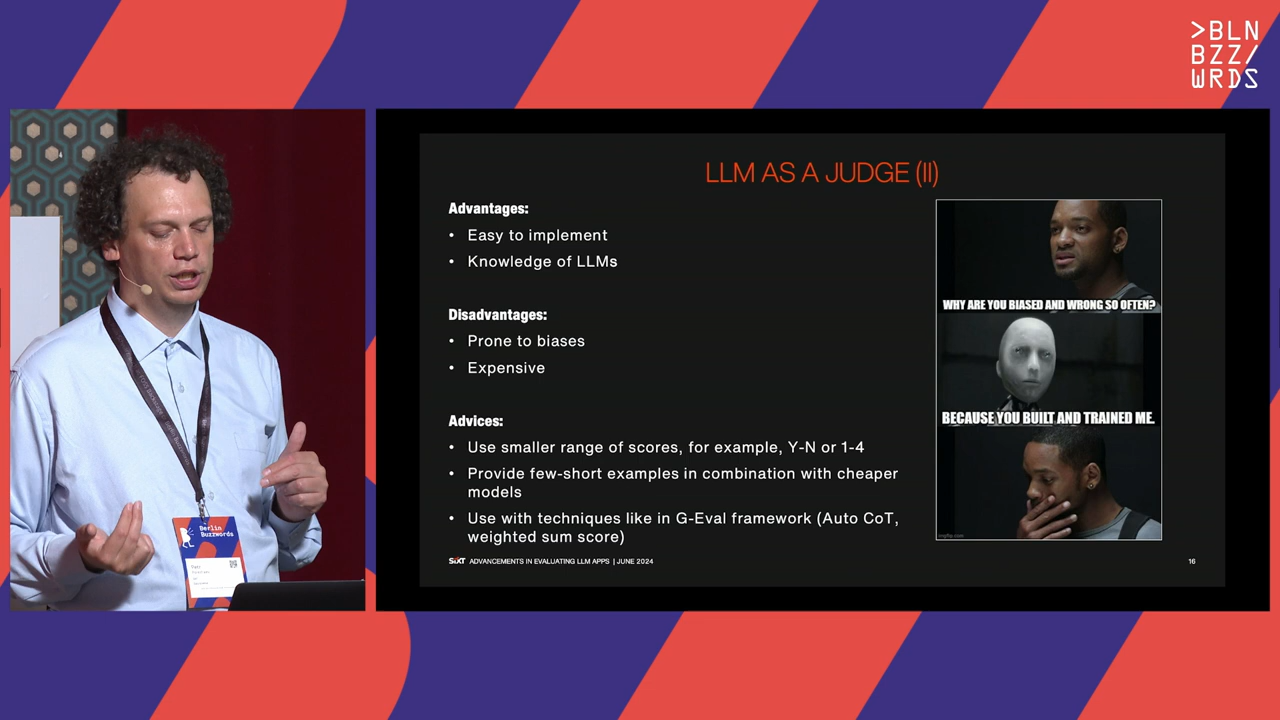 >BLN
BZZ/
WRDS
LLM AS A JUDGE (II)
Advantages:
• Easy to implement
• Knowledge of LLMs
Disadvantages:
• Prone to biases
• Expensive
Advices:
• Use smaller range of scores, for example, Y-N or 1-4
• Provide few-short examples in combination with cheaper
models
• Use with techniques like in G-Eval framework (Auto CoT,
weighted sum score)
SIXT ADVANCEMENTS IN EVALUATING LLM APPS | JUNE 2024
16
WHY ARE YOU BIASED AND WRONG SO OFTEN?
BECAUSE YOU BUILT AND TRAINED ME.
imgflip.com
Berlin
Buzzwords